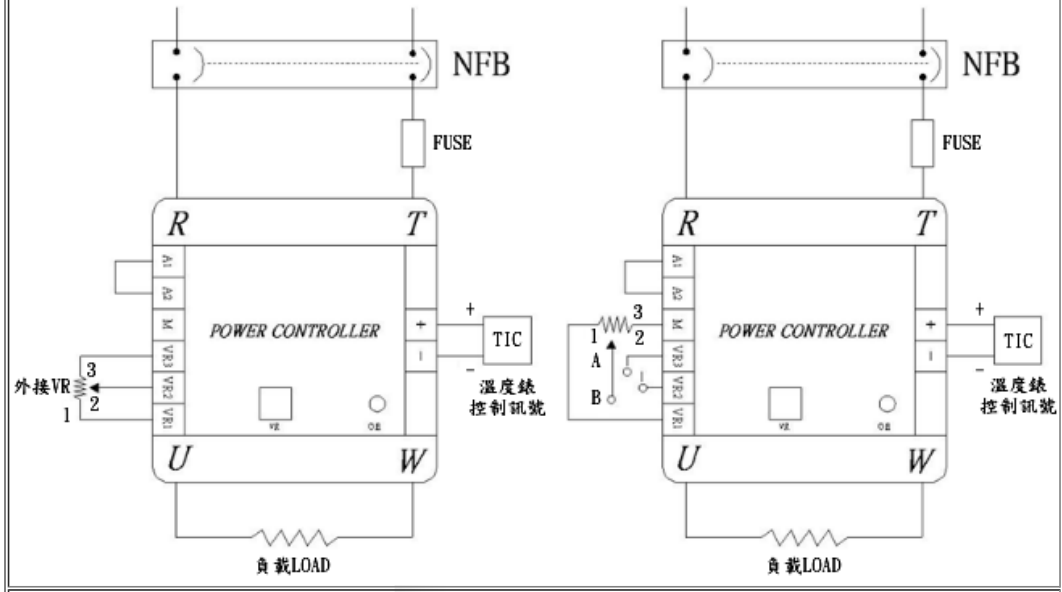 NFB
FUSE
R T
A1
A2
M
VR3
VR2
VR1
POWER CONTROLLER
+
-
+
TIC
-
溫度錶
控制訊號
外接VR
3
2
1
VR
U W
負載LOAD
NFB
FUSE
R T
A1
A2
M
VR3
VR2
VR1
POWER CONTROLLER
+
-
+
TIC
-
溫度錶
控制訊號
3
1 2
A
B
VR
U W
負載LOAD